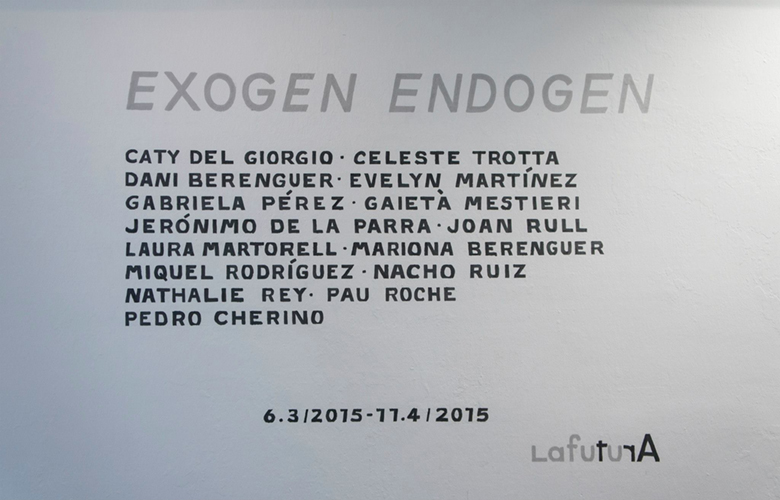 EXOGEN ENDOGEN
CATY DEL GIORGIO · CELESTE TROTTA
DANI BERENGUER · EVELYN MARTÍNEZ
GABRIELA PÉREZ · GAIETÀ MESTIERI
JERÓNIMO DE LA PARRA · JOAN RULL
LAURA MARTORELL · MARIONA BERENGUER
MIQUEL RODRÍGUEZ · NACHO RUIZ
NATHALIE REY · PAU ROCHE
PEDRO CHERINO
6.3/2015-11.4/2015
LafuturA